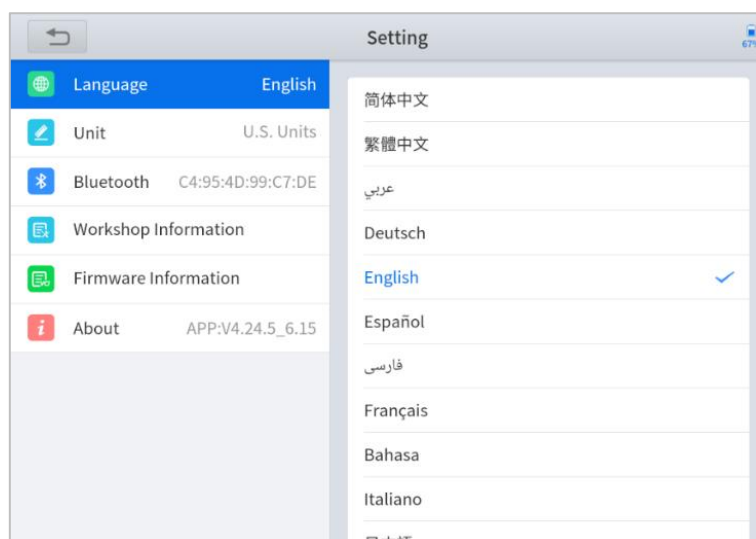 Setting
67%
Language English
Unit U.S. Units
Bluetooth C4:95:4D:99:C7:DE
Workshop Information
Firmware Information
About APP:V4.24.5_6.15
简体中文
繁體中文
عربي
Deutsch
English
Español
فارسی
Français
Bahasa
Italiano